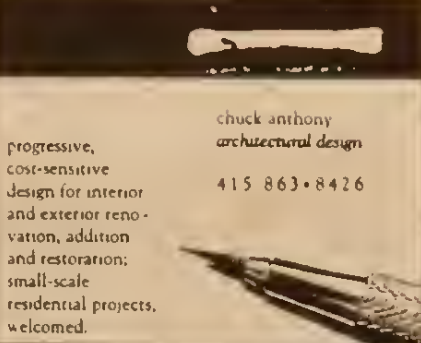 chuck anthony
architectural design
415 863•8426
progressive,
cost-sensitive
design for interior
and exterior reno-
vation, addition
and restoration;
small-scale
residential projects,
welcomed.